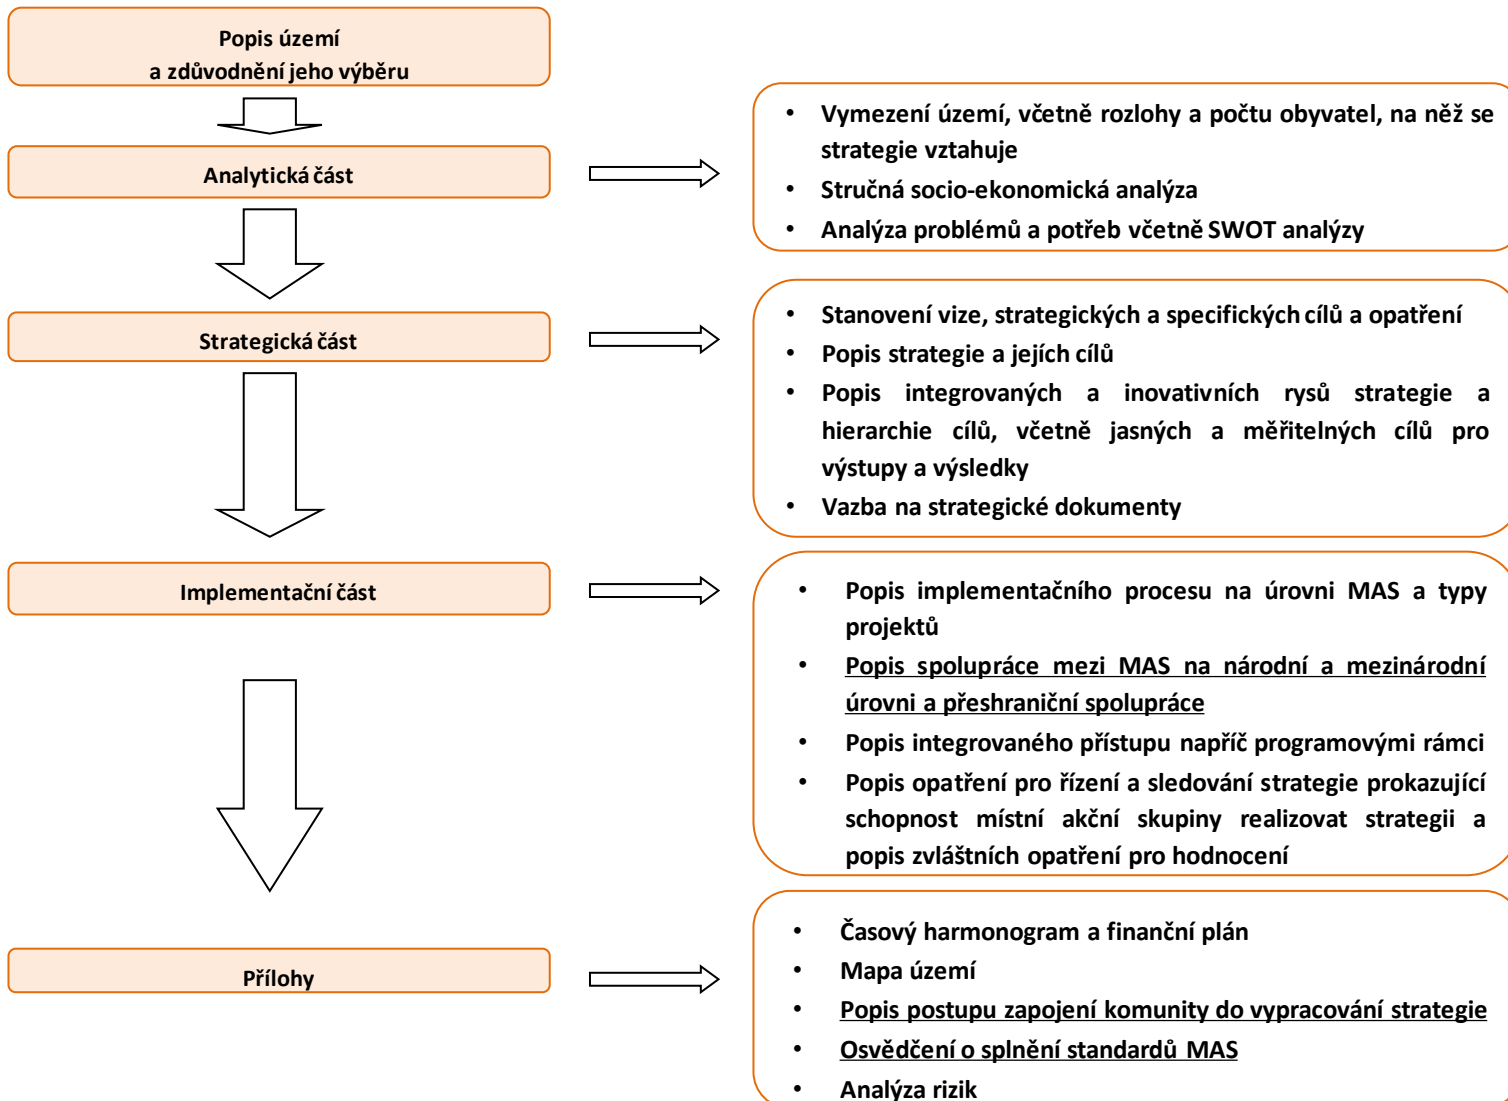 Popis území
a zdůvodnění jeho výběru
Analytická část
• Vymezení území, včetně rozlohy a počtu obyvatel, na něž se
strategie vztahuje
• Stručná socio-ekonomická analýza
• Analýza problémů a potřeb včetně SWOT analýzy
Strategická část
• Stanovení vize, strategických a specifických cílů a opatření
• Popis strategie a jejích cílů
• Popis integrovaných a inovativních rysů strategie a
hierarchie cílů, včetně jasných a měřitelných cílů pro
výstupy a výsledky
• Vazba na strategické dokumenty
Implementační část
• Popis implementačního procesu na úrovni MAS a typy
projektů
• Popis spolupráce mezi MAS na národní a mezinárodní
úrovni a přeshraniční spolupráce
• Popis integrovaného přístupu napříč programovými rámci
• Popis opatření pro řízení a sledování strategie prokazující
schopnost místní akční skupiny realizovat strategii a
popis zvláštních opatření pro hodnocení
Přílohy
• Časový harmonogram a finanční plán
• Mapa území
• Popis postupu zapojení komunity do vypracování strategie
• Osvědčení o splnění standardů MAS
• Analýza rizik